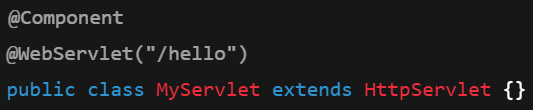 @Component
@WebServlet("/hello")
public class MyServlet extends HttpServlet {}